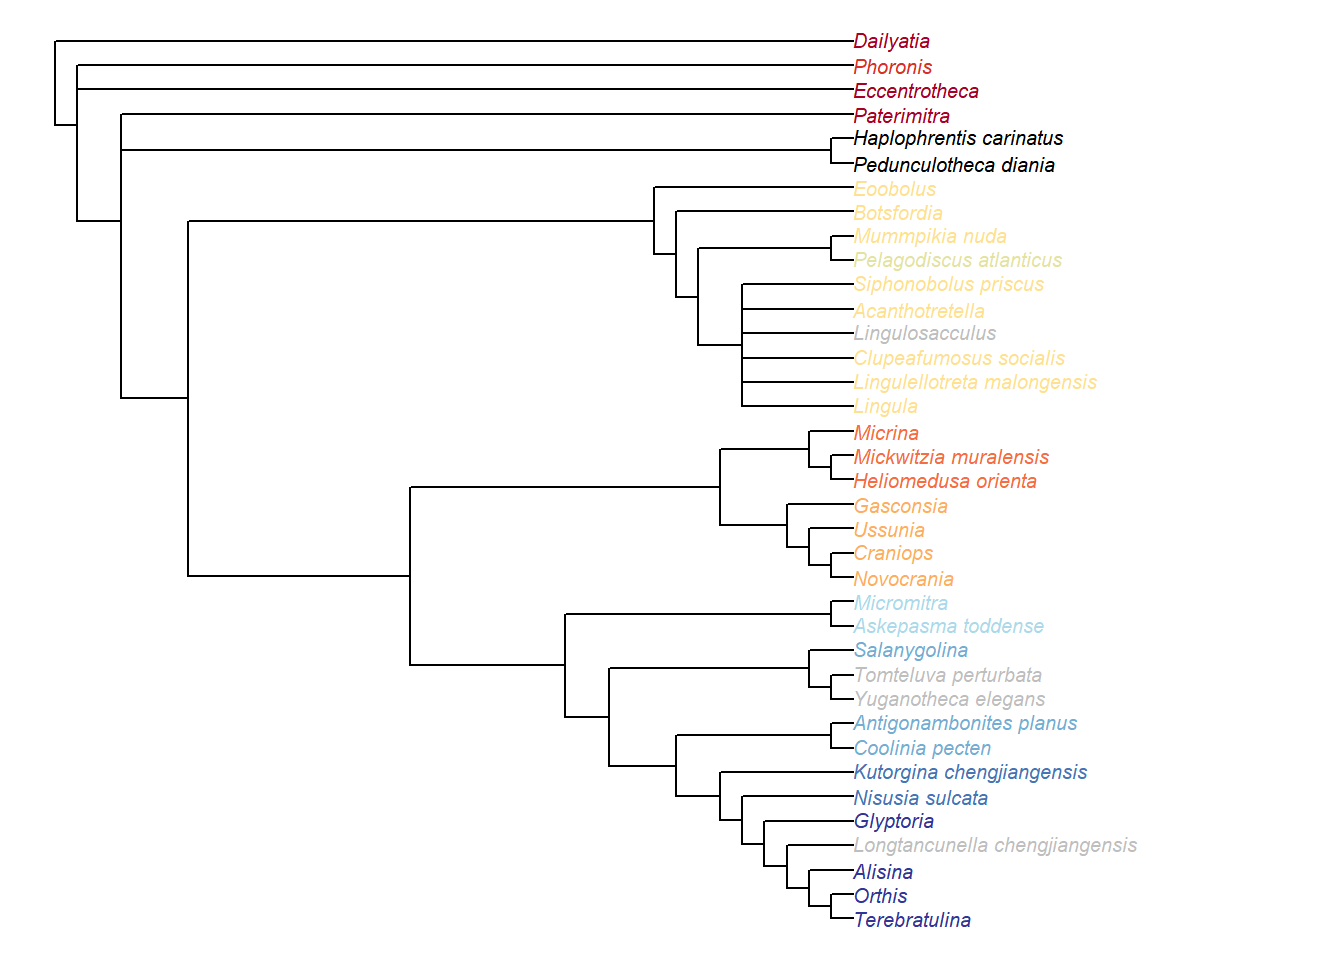 Dailyatia
Phoronis
Eccentrotheca
Paterimitra
Haplophrentis carinatus
Pedunculotheca diania
Eoobolus
Botsfordia
Mummpikia nuda
Pelagodiscus atlanticus
Siphonobolus priscus
Acanthotretella
Lingulosacculus
Clupeafumosus socialis
Lingulellotreta malongensis
Lingula
Micrina
Mickwitzia muralensis
Heliomedusa orienta
Gasconsia
Ussunia
Craniops
Novocrania
Micromitra
Askepasma toddense
Salanygolina
Tomteluva perturbata
Yuganotheca elegans
Antigonambonites planus
Coolinia pecten
Kutorgina chengjiangensis
Nisusia sulcata
Glyptoria
Longtancunella chengjiangensis
Alisina
Orthis
Terebratulina